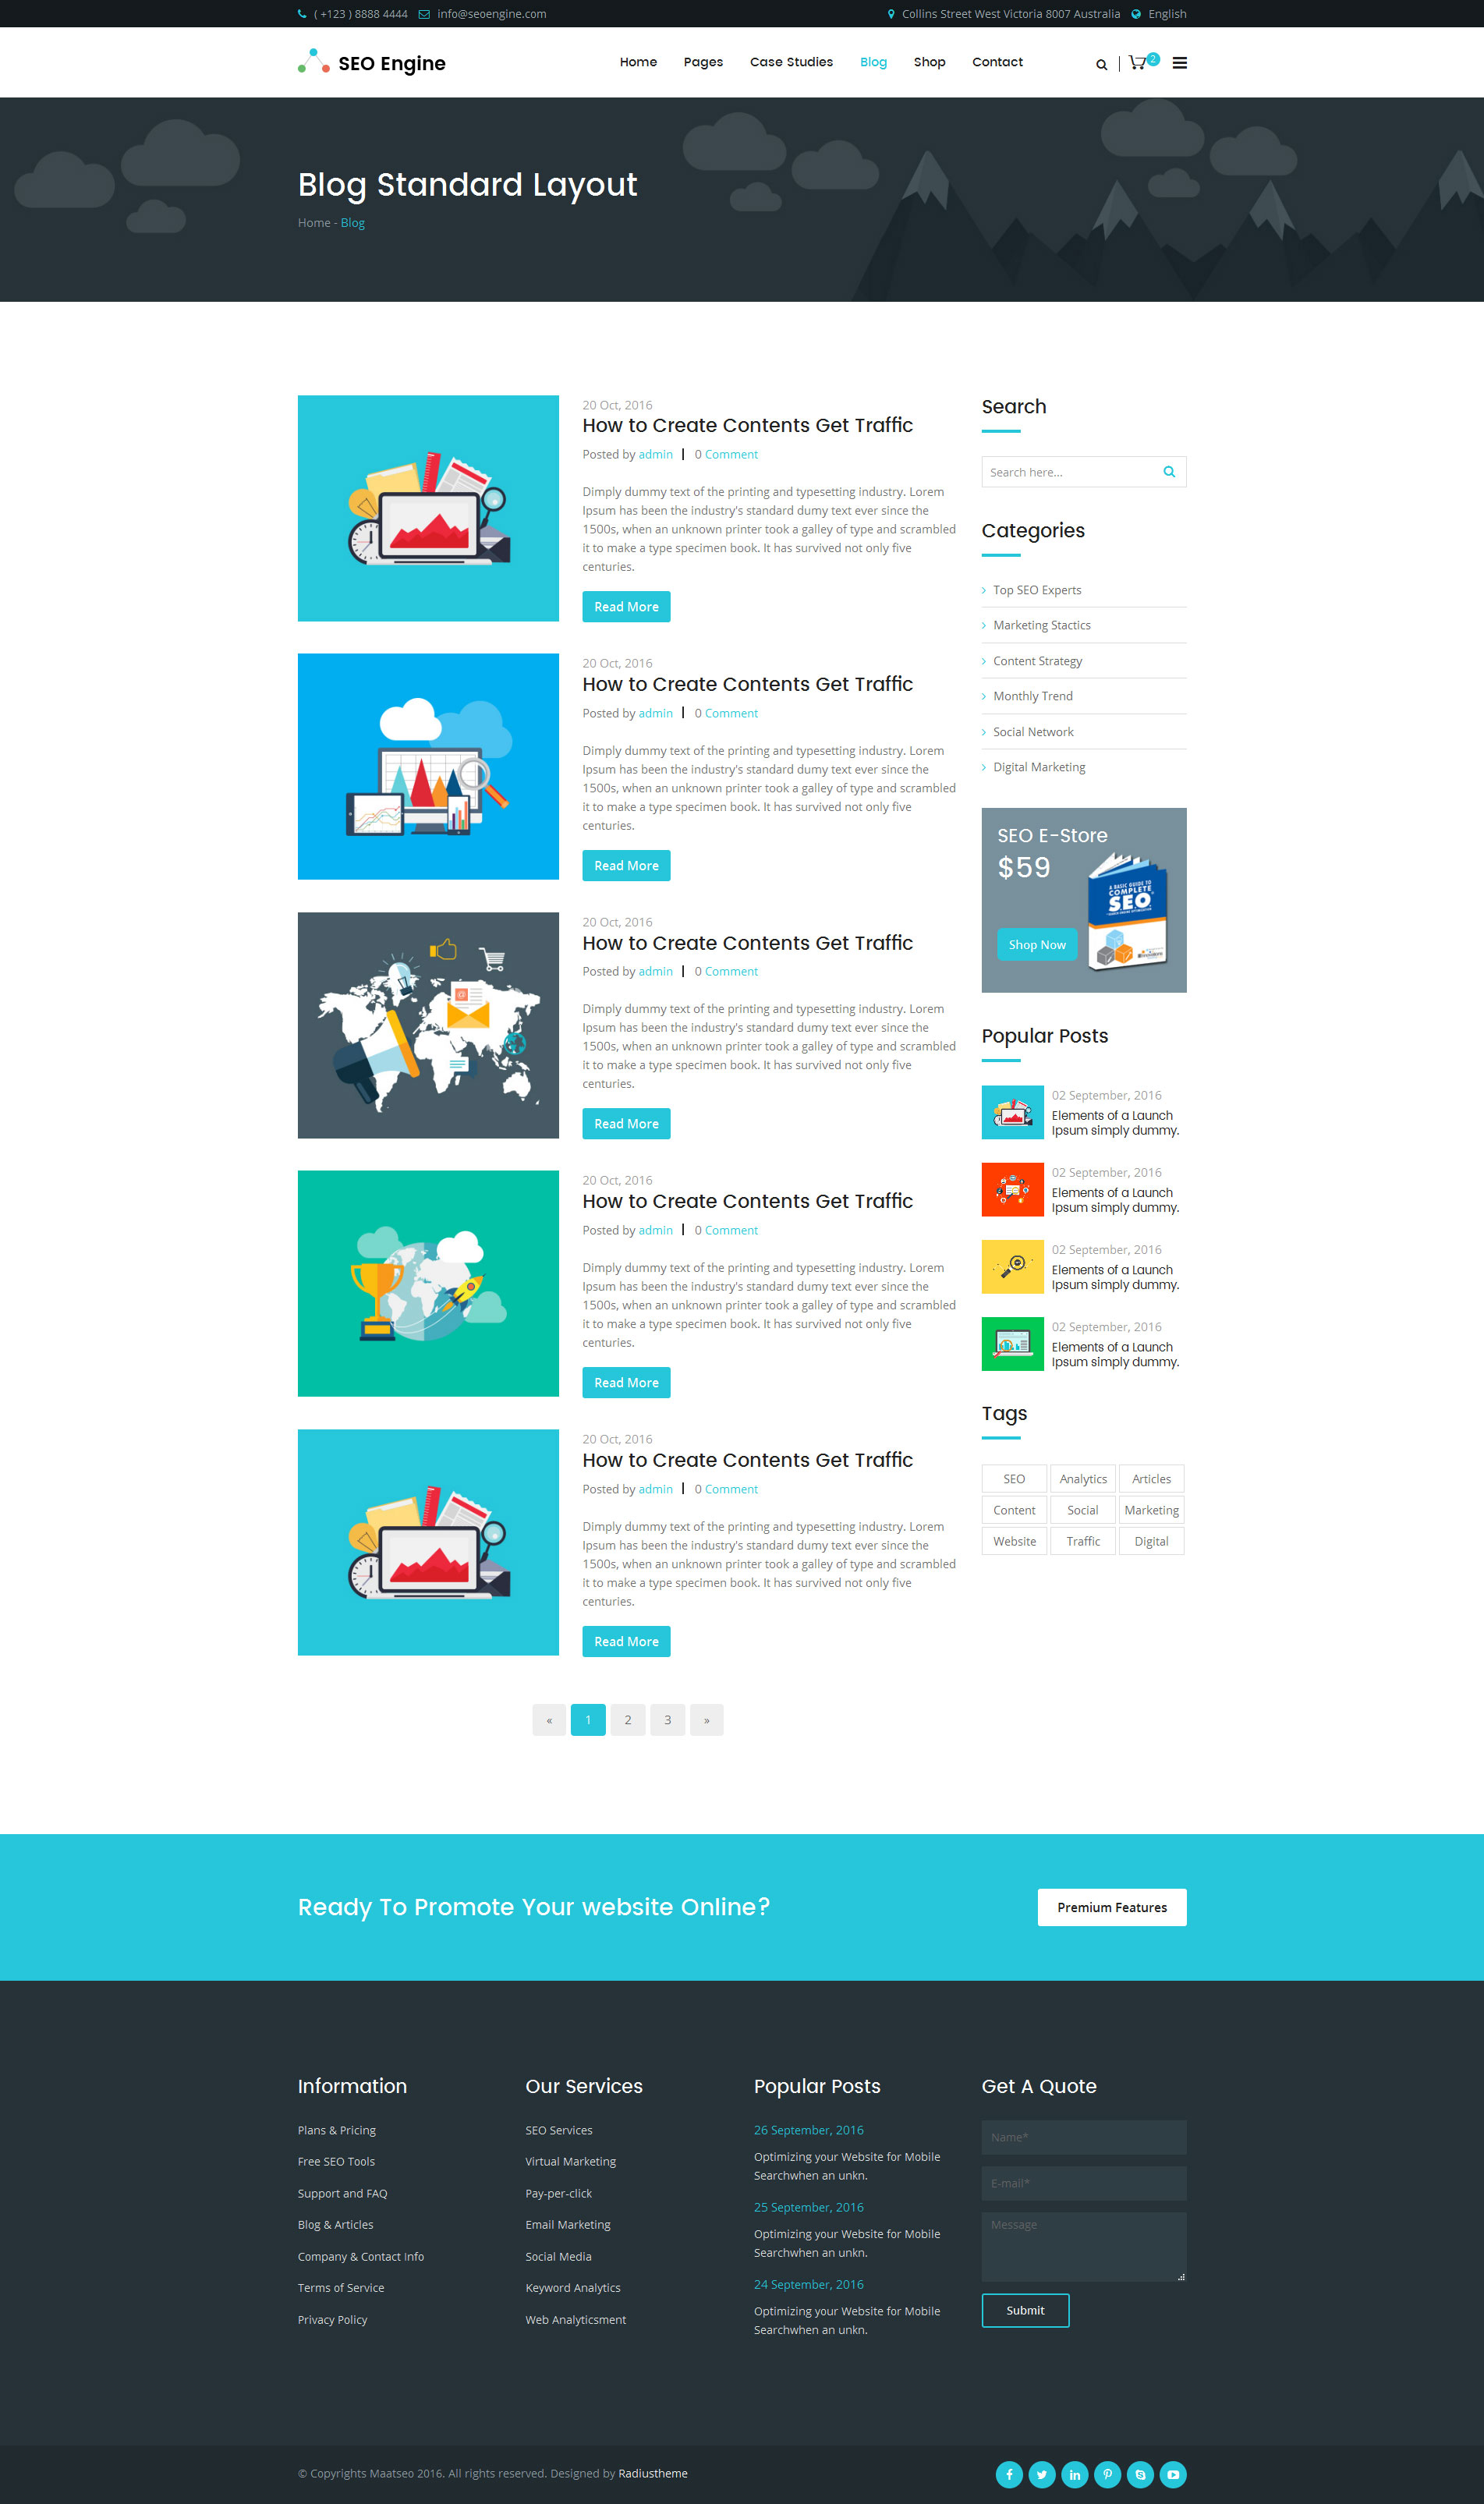 ( +123 ) 8888 4444 info@seoengine.com Collins Street West Victoria 8007 Australia English
SEO Engine
Home Pages Case Studies Blog Shop Contact
2
Blog Standard Layout
Home - Blog
20 Oct, 2016
How to Create Contents Get Traffic
Posted by admin | 0 Comment
Dimply dummy text of the printing and typesetting industry. Lorem
Ipsum has been the industry's standard dumy text ever since the
1500s, when an unknown printer took a galley of type and scrambled
it to make a type specimen book. It has survived not only five
centuries.
Read More
20 Oct, 2016
How to Create Contents Get Traffic
Posted by admin | 0 Comment
Dimply dummy text of the printing and typesetting industry. Lorem
Ipsum has been the industry's standard dumy text ever since the
1500s, when an unknown printer took a galley of type and scrambled
it to make a type specimen book. It has survived not only five
centuries.
Read More
20 Oct, 2016
How to Create Contents Get Traffic
Posted by admin | 0 Comment
Dimply dummy text of the printing and typesetting industry. Lorem
Ipsum has been the industry's standard dumy text ever since the
1500s, when an unknown printer took a galley of type and scrambled
it to make a type specimen book. It has survived not only five
centuries.
Read More
20 Oct, 2016
How to Create Contents Get Traffic
Posted by admin | 0 Comment
Dimply dummy text of the printing and typesetting industry. Lorem
Ipsum has been the industry's standard dumy text ever since the
1500s, when an unknown printer took a galley of type and scrambled
it to make a type specimen book. It has survived not only five
centuries.
Read More
20 Oct, 2016
How to Create Contents Get Traffic
Posted by admin | 0 Comment
Dimply dummy text of the printing and typesetting industry. Lorem
Ipsum has been the industry's standard dumy text ever since the
1500s, when an unknown printer took a galley of type and scrambled
it to make a type specimen book. It has survived not only five
centuries.
Read More
« 1 2 3 »
Search
Search here...
Categories
Top SEO Experts
Marketing Stactics
Content Strategy
Monthly Trend
Social Network
Digital Marketing
SEO E-Store
$59
A BASIC GUIDE TO
COMPLETE
SEO
Shop Now
Popular Posts
02 September, 2016
Elements of a Launch
Ipsum simply dummy.
02 September, 2016
Elements of a Launch
Ipsum simply dummy.
02 September, 2016
Elements of a Launch
Ipsum simply dummy.
02 September, 2016
Elements of a Launch
Ipsum simply dummy.
Tags
SEO Analytics Articles
Content Social Marketing
Website Traffic Digital
Ready To Promote Your website Online?
Premium Features
Information
Plans & Pricing
Free SEO Tools
Support and FAQ
Blog & Articles
Company & Contact Info
Terms of Service
Privacy Policy
Our Services
SEO Services
Virtual Marketing
Pay-per-click
Email Marketing
Social Media
Keyword Analytics
Web Analyticsment
Popular Posts
26 September, 2016
Optimizing your Website for Mobile
Searchwhen an unkn.
25 September, 2016
Optimizing your Website for Mobile
Searchwhen an unkn.
24 September, 2016
Optimizing your Website for Mobile
Searchwhen an unkn.
Get A Quote
Name*
E-mail*
Message
Submit
© Copyrights Maatseo 2016. All rights reserved. Designed by Radiustheme